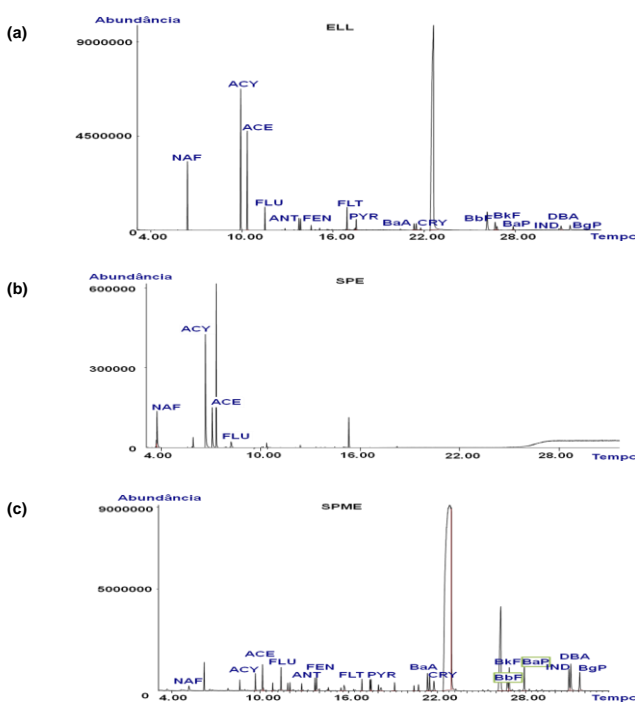 (a)
Abundância
ELL
9000000
ACY
ACE
4500000
NAF
FLU
ANT
FEN
FLT
PYR
BaA
CRY
BbF
BkF
BaP
IND
DBA
BgP
0
4.00
10.00
16.00
22.00
28.00
Tempo
(b)
Abundância
SPE
600000
ACY
300000
NAF
ACE
FLU
0
4.00
10.00
16.00
22.00
28.00
Tempo
(c)
Abundância
SPME
9000000
5000000
NAF
ACY
ACE
FLU
ANT
FEN
FLT
PYR
BaA
CRY
BkF
BaP
BbF
IND
DBA
BgP
0
4.00
10.00
16.00
22.00
28.00
Tempo